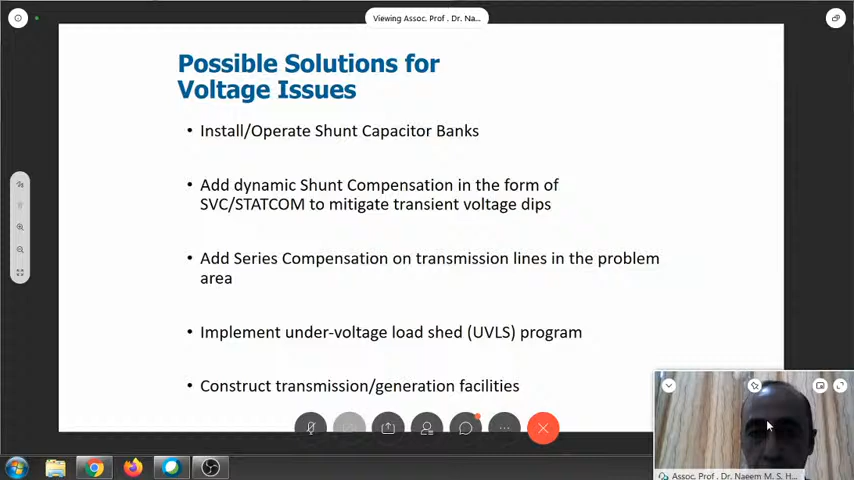 Viewing Assoc. Prof . Dr. Na...
Possible Solutions for
Voltage Issues
• Install/Operate Shunt Capacitor Banks
• Add dynamic Shunt Compensation in the form of
SVC/STATCOM to mitigate transient voltage dips
• Add Series Compensation on transmission lines in the problem
area
• Implement under-voltage load shed (UVLS) program
• Construct transmission/generation facilities
Assoc. Prof . Dr. Naeem M. S. H...